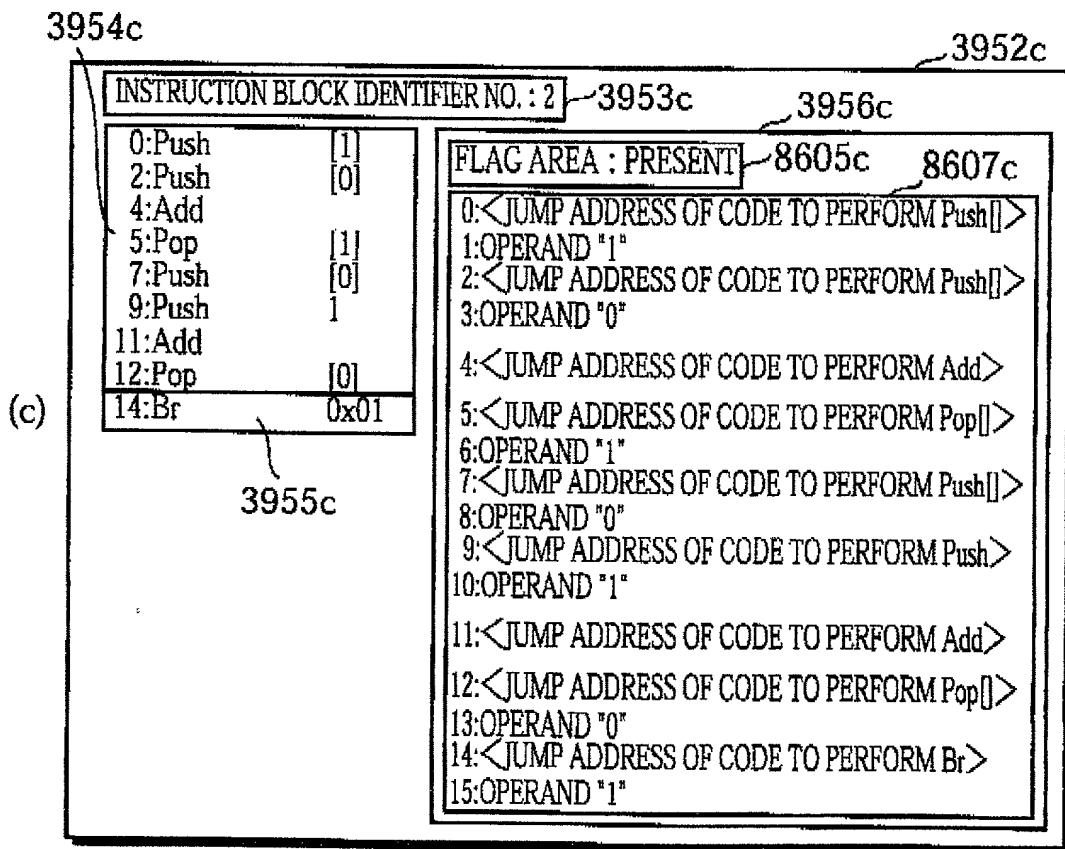 3954c
3952c
INSTRUCTION BLOCK IDENTIFIER NO. : 2
3953c
3956c
0:Push [1]
2:Push [0]
4:Add
5:Pop [1]
7:Push [0]
9:Push 1
11:Add
12:Pop [0]
14:Br 0x01
(c)
3955c
FLAG AREA : PRESENT
8605c
8607c
0:<JUMP ADDRESS OF CODE TO PERFORM Push[]>
1:OPERAND "1"
2:<JUMP ADDRESS OF CODE TO PERFORM Push[]>
3:OPERAND "0"
4:<JUMP ADDRESS OF CODE TO PERFORM Add>
5:<JUMP ADDRESS OF CODE TO PERFORM Pop[]>
6:OPERAND "1"
7:<JUMP ADDRESS OF CODE TO PERFORM Push[]>
8:OPERAND "0"
9:<JUMP ADDRESS OF CODE TO PERFORM Push>
10:OPERAND "1"
11:<JUMP ADDRESS OF CODE TO PERFORM Add>
12:<JUMP ADDRESS OF CODE TO PERFORM Pop[]>
13:OPERAND "0"
14:<JUMP ADDRESS OF CODE TO PERFORM Br>
15:OPERAND "1"